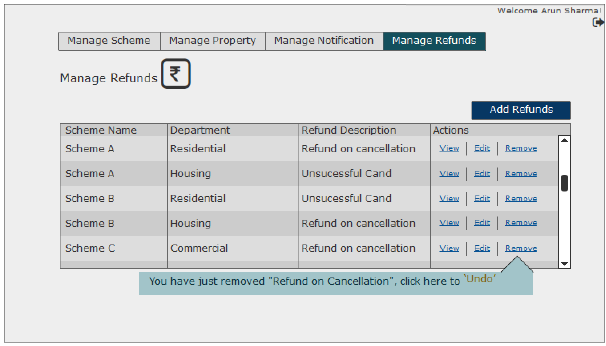 Welcome Arun Sharma!
Manage Scheme Manage Property Manage Notification Manage Refunds
Manage Refunds ₹
Add Refunds
Scheme Name Department Refund Description Actions
Scheme A Residential Refund on cancellation View Edit Remove
Scheme A Housing Unsucessful Cand View Edit Remove
Scheme B Residential Unsucessful Cand View Edit Remove
Scheme B Housing Refund on cancellation View Edit Remove
Scheme C Commercial Refund on cancellation View Edit Remove
You have just removed "Refund on Cancellation", click here to 'Undo'